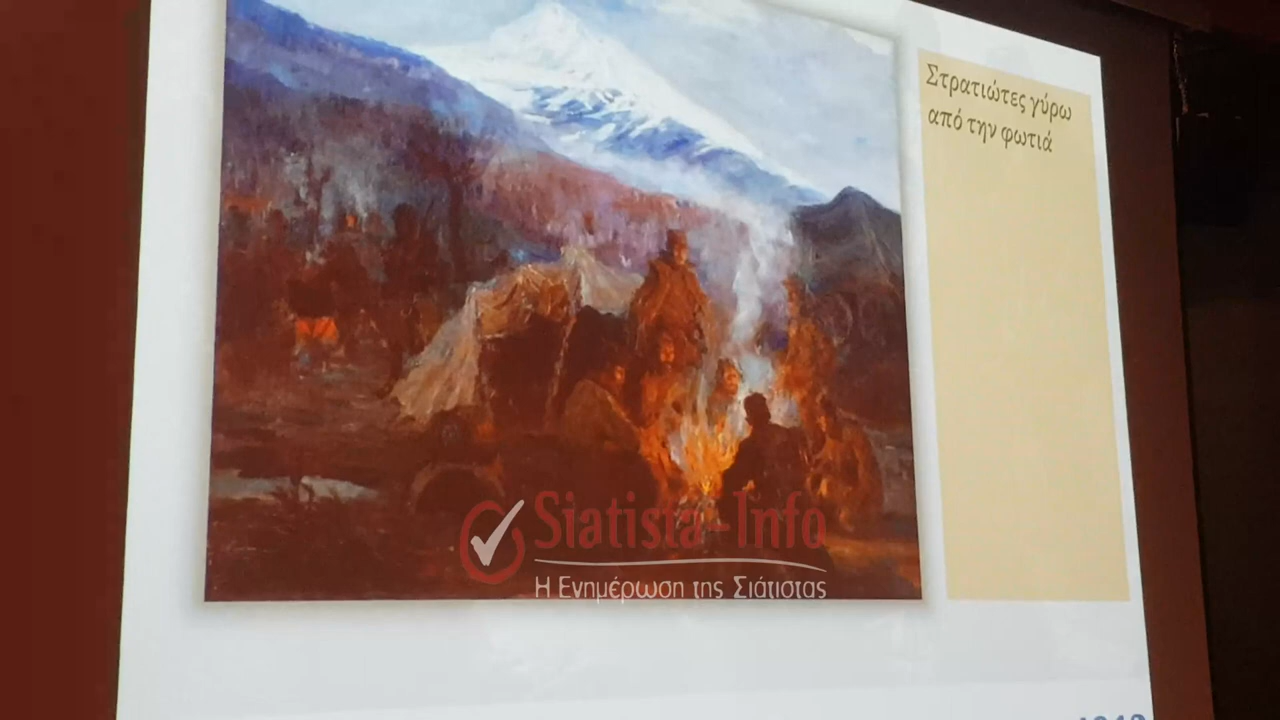 Στρατιώτες γύρω
από την φωτιά
Siatista-Info
Η Ενημέρωση της Σιάτιστας